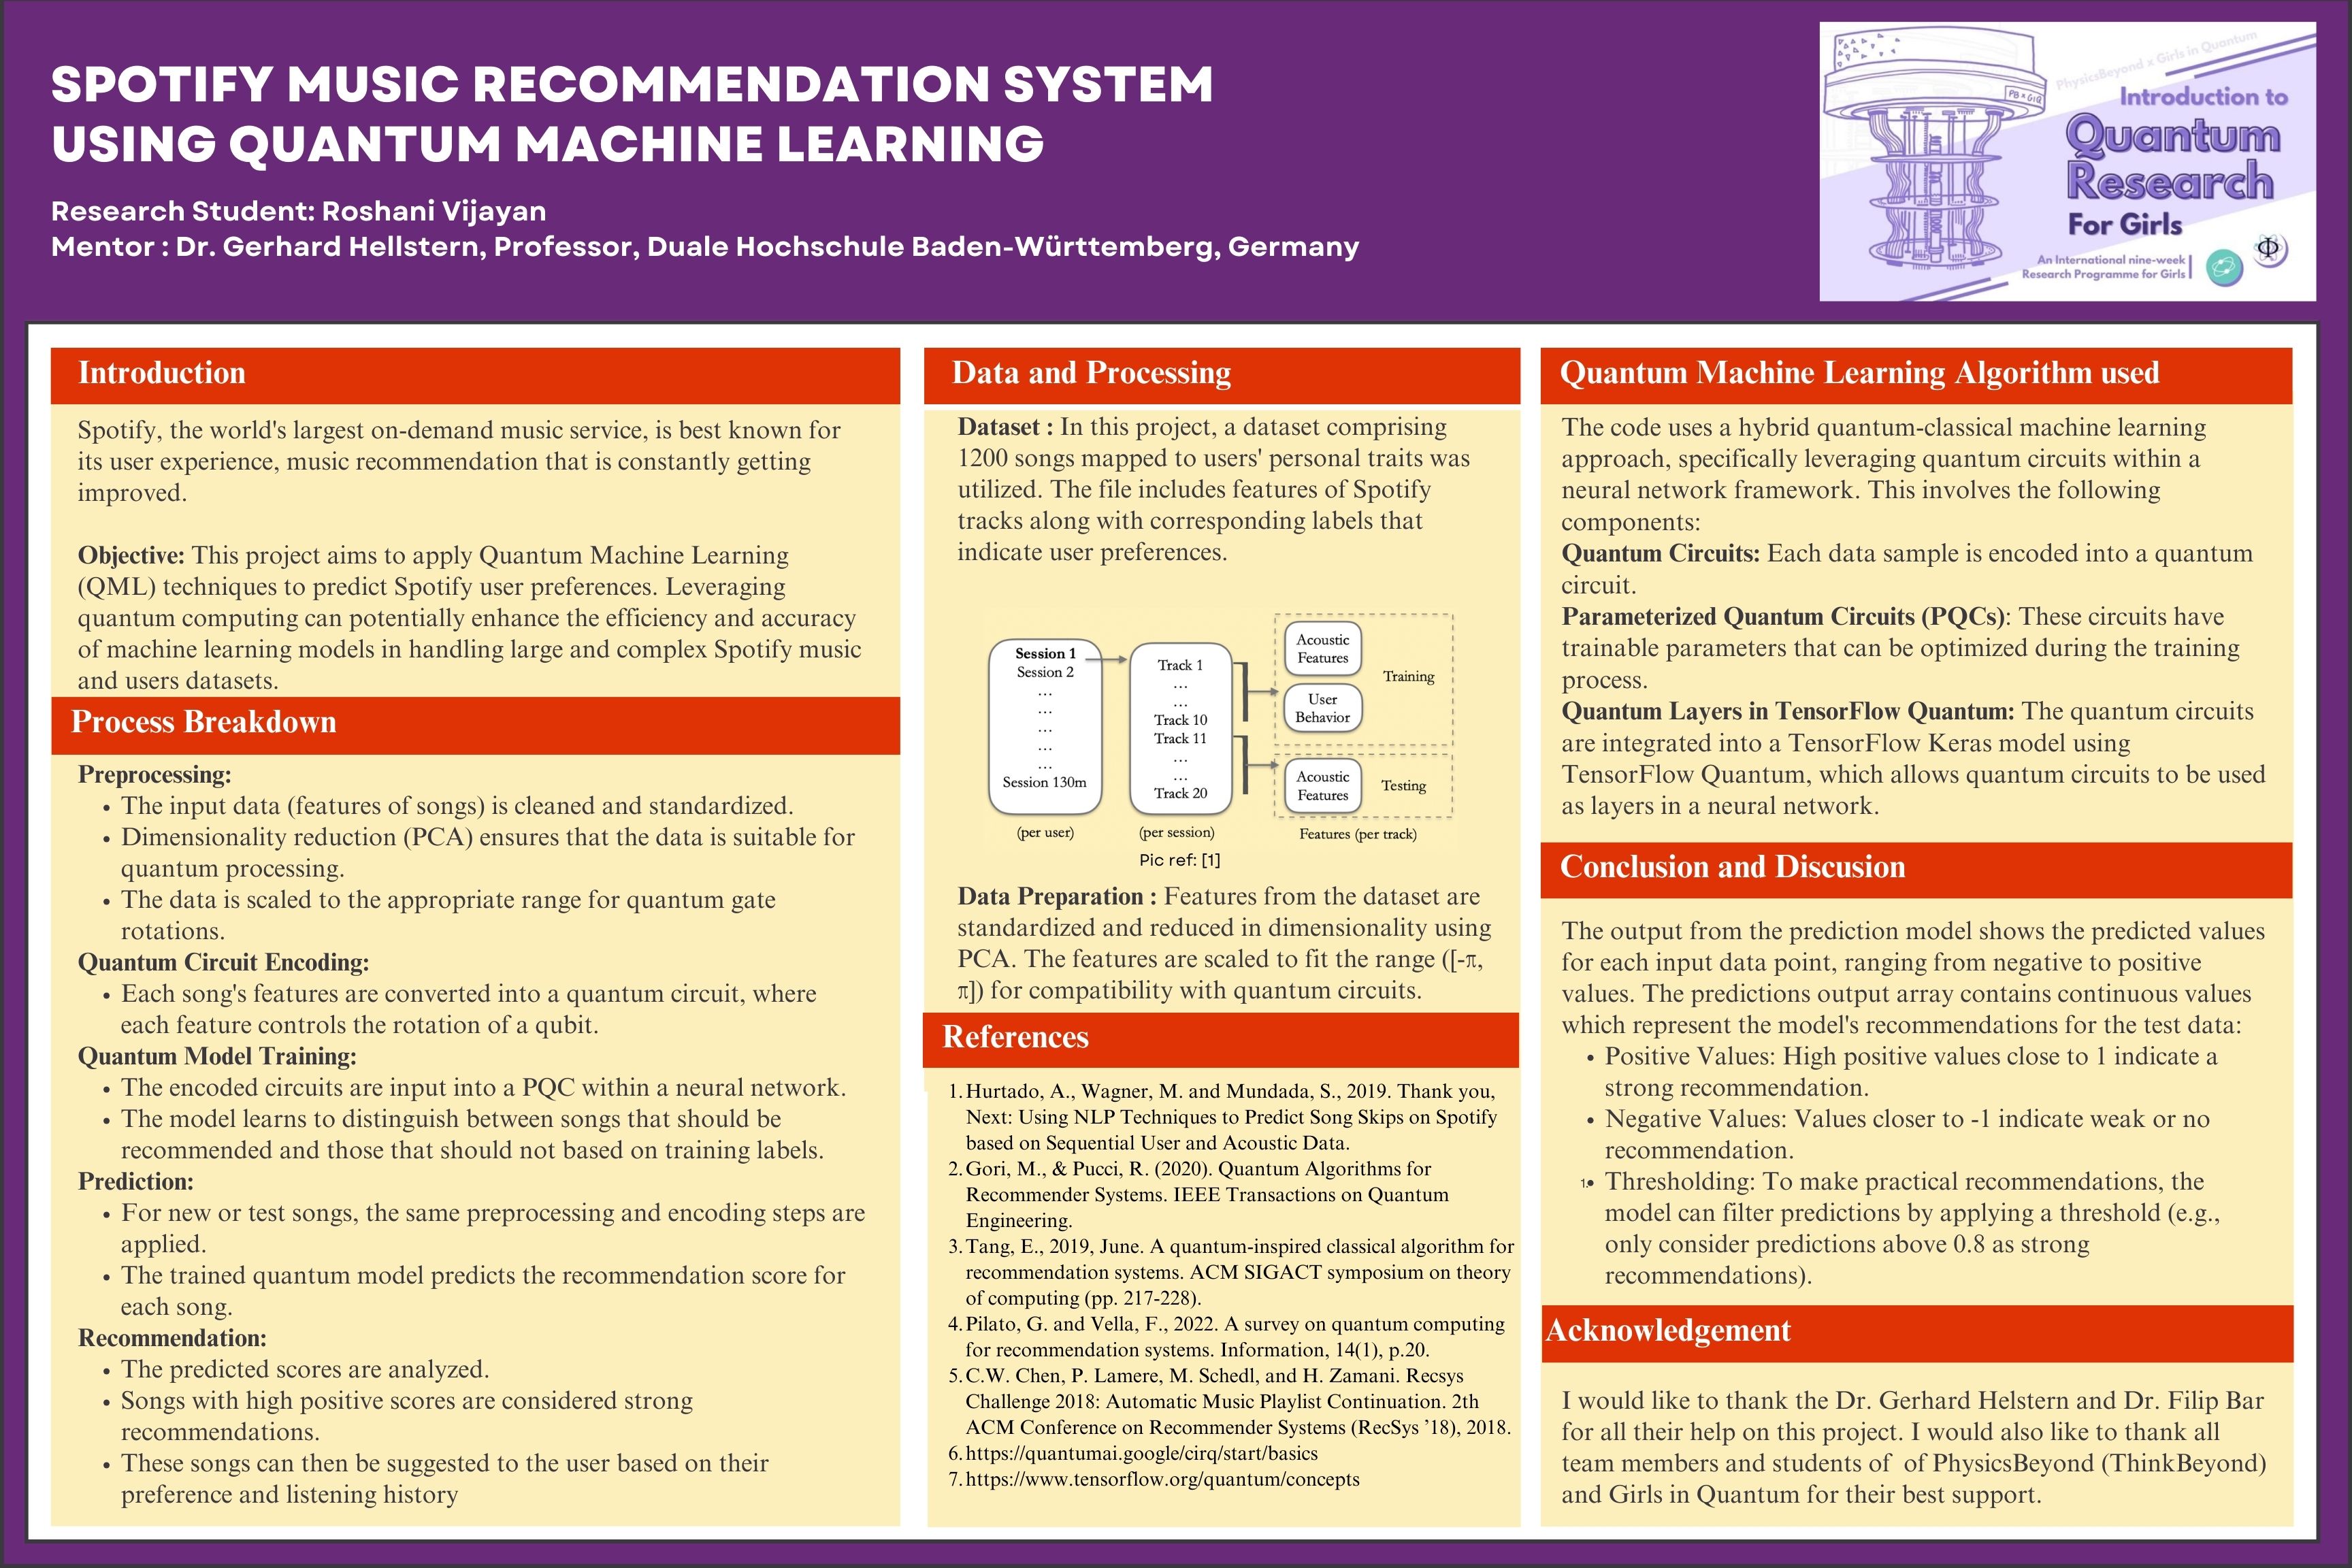 SPOTIFY MUSIC RECOMMENDATION SYSTEM
USING QUANTUM MACHINE LEARNING
Research Student: Roshani Vijayan
Mentor : Dr. Gerhard Hellstern, Professor, Duale Hochschule Baden-Württemberg, Germany
PhysicsBeyond x Girls in Quantum
PB x GIQ
Introduction to
Quantum
Research
For Girls
An International nine-week
Research Programme for Girls
Φ
Introduction
Spotify, the world's largest on-demand music service, is best known for
its user experience, music recommendation that is constantly getting
improved.
Objective: This project aims to apply Quantum Machine Learning
(QML) techniques to predict Spotify user preferences. Leveraging
quantum computing can potentially enhance the efficiency and accuracy
of machine learning models in handling large and complex Spotify music
and users datasets.
Process Breakdown
Preprocessing:
• The input data (features of songs) is cleaned and standardized.
• Dimensionality reduction (PCA) ensures that the data is suitable for
quantum processing.
• The data is scaled to the appropriate range for quantum gate
rotations.
Quantum Circuit Encoding:
• Each song's features are converted into a quantum circuit, where
each feature controls the rotation of a qubit.
Quantum Model Training:
• The encoded circuits are input into a PQC within a neural network.
• The model learns to distinguish between songs that should be
recommended and those that should not based on training labels.
Prediction:
• For new or test songs, the same preprocessing and encoding steps are
applied.
• The trained quantum model predicts the recommendation score for
each song.
Recommendation:
• The predicted scores are analyzed.
• Songs with high positive scores are considered strong
recommendations.
• These songs can then be suggested to the user based on their
preference and listening history
Data and Processing
Dataset : In this project, a dataset comprising
1200 songs mapped to users' personal traits was
utilized. The file includes features of Spotify
tracks along with corresponding labels that
indicate user preferences.
Session 1
Session 2
...
...
...
...
...
Session 130m
(per user)
Track 1
...
...
Track 10
Track 11
...
...
Track 20
(per session)
Acoustic
Features
User
Behavior
Training
Acoustic
Features
Testing
Features (per track)
Pic ref: [1]
Data Preparation : Features from the dataset are
standardized and reduced in dimensionality using
PCA. The features are scaled to fit the range ([-π,
π]) for compatibility with quantum circuits.
References
1. Hurtado, A., Wagner, M. and Mundada, S., 2019. Thank you,
Next: Using NLP Techniques to Predict Song Skips on Spotify
based on Sequential User and Acoustic Data.
2. Gori, M., & Pucci, R. (2020). Quantum Algorithms for
Recommender Systems. IEEE Transactions on Quantum
Engineering.
3. Tang, E., 2019, June. A quantum-inspired classical algorithm for
recommendation systems. ACM SIGACT symposium on theory
of computing (pp. 217-228).
4. Pilato, G. and Vella, F., 2022. A survey on quantum computing
for recommendation systems. Information, 14(1), p.20.
5. C.W. Chen, P. Lamere, M. Schedl, and H. Zamani. Recsys
Challenge 2018: Automatic Music Playlist Continuation. 2th
ACM Conference on Recommender Systems (RecSys ’18), 2018.
6. https://quantumai.google/cirq/start/basics
7. https://www.tensorflow.org/quantum/concepts
Quantum Machine Learning Algorithm used
The code uses a hybrid quantum-classical machine learning
approach, specifically leveraging quantum circuits within a
neural network framework. This involves the following
components:
Quantum Circuits: Each data sample is encoded into a quantum
circuit.
Parameterized Quantum Circuits (PQCs): These circuits have
trainable parameters that can be optimized during the training
process.
Quantum Layers in TensorFlow Quantum: The quantum circuits
are integrated into a TensorFlow Keras model using
TensorFlow Quantum, which allows quantum circuits to be used
as layers in a neural network.
Conclusion and Discusion
The output from the prediction model shows the predicted values
for each input data point, ranging from negative to positive
values. The predictions output array contains continuous values
which represent the model's recommendations for the test data:
• Positive Values: High positive values close to 1 indicate a
strong recommendation.
• Negative Values: Values closer to -1 indicate weak or no
recommendation.
1. • Thresholding: To make practical recommendations, the
model can filter predictions by applying a threshold (e.g.,
only consider predictions above 0.8 as strong
recommendations).
Acknowledgement
I would like to thank the Dr. Gerhard Helstern and Dr. Filip Bar
for all their help on this project. I would also like to thank all
team members and students of of PhysicsBeyond (ThinkBeyond)
and Girls in Quantum for their best support.